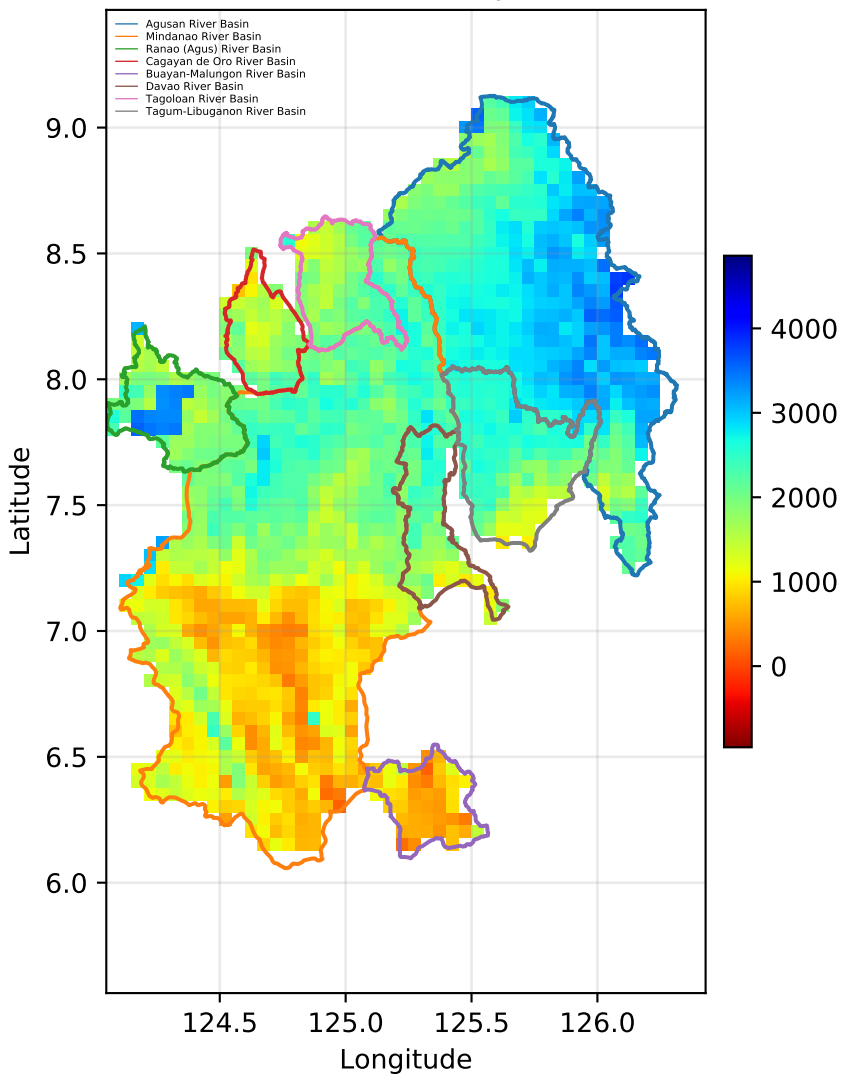 Agusan River Basin
Mindanao River Basin
Ranao (Agus) River Basin
Cagayan de Oro River Basin
Buayan-Malungon River Basin
Davao River Basin
Tagoloan River Basin
Tagum-Libuganon River Basin
9.0
8.5
8.0
7.5
7.0
6.5
6.0
Latitude
124.5 125.0 125.5 126.0
Longitude
4000
3000
2000
1000
0